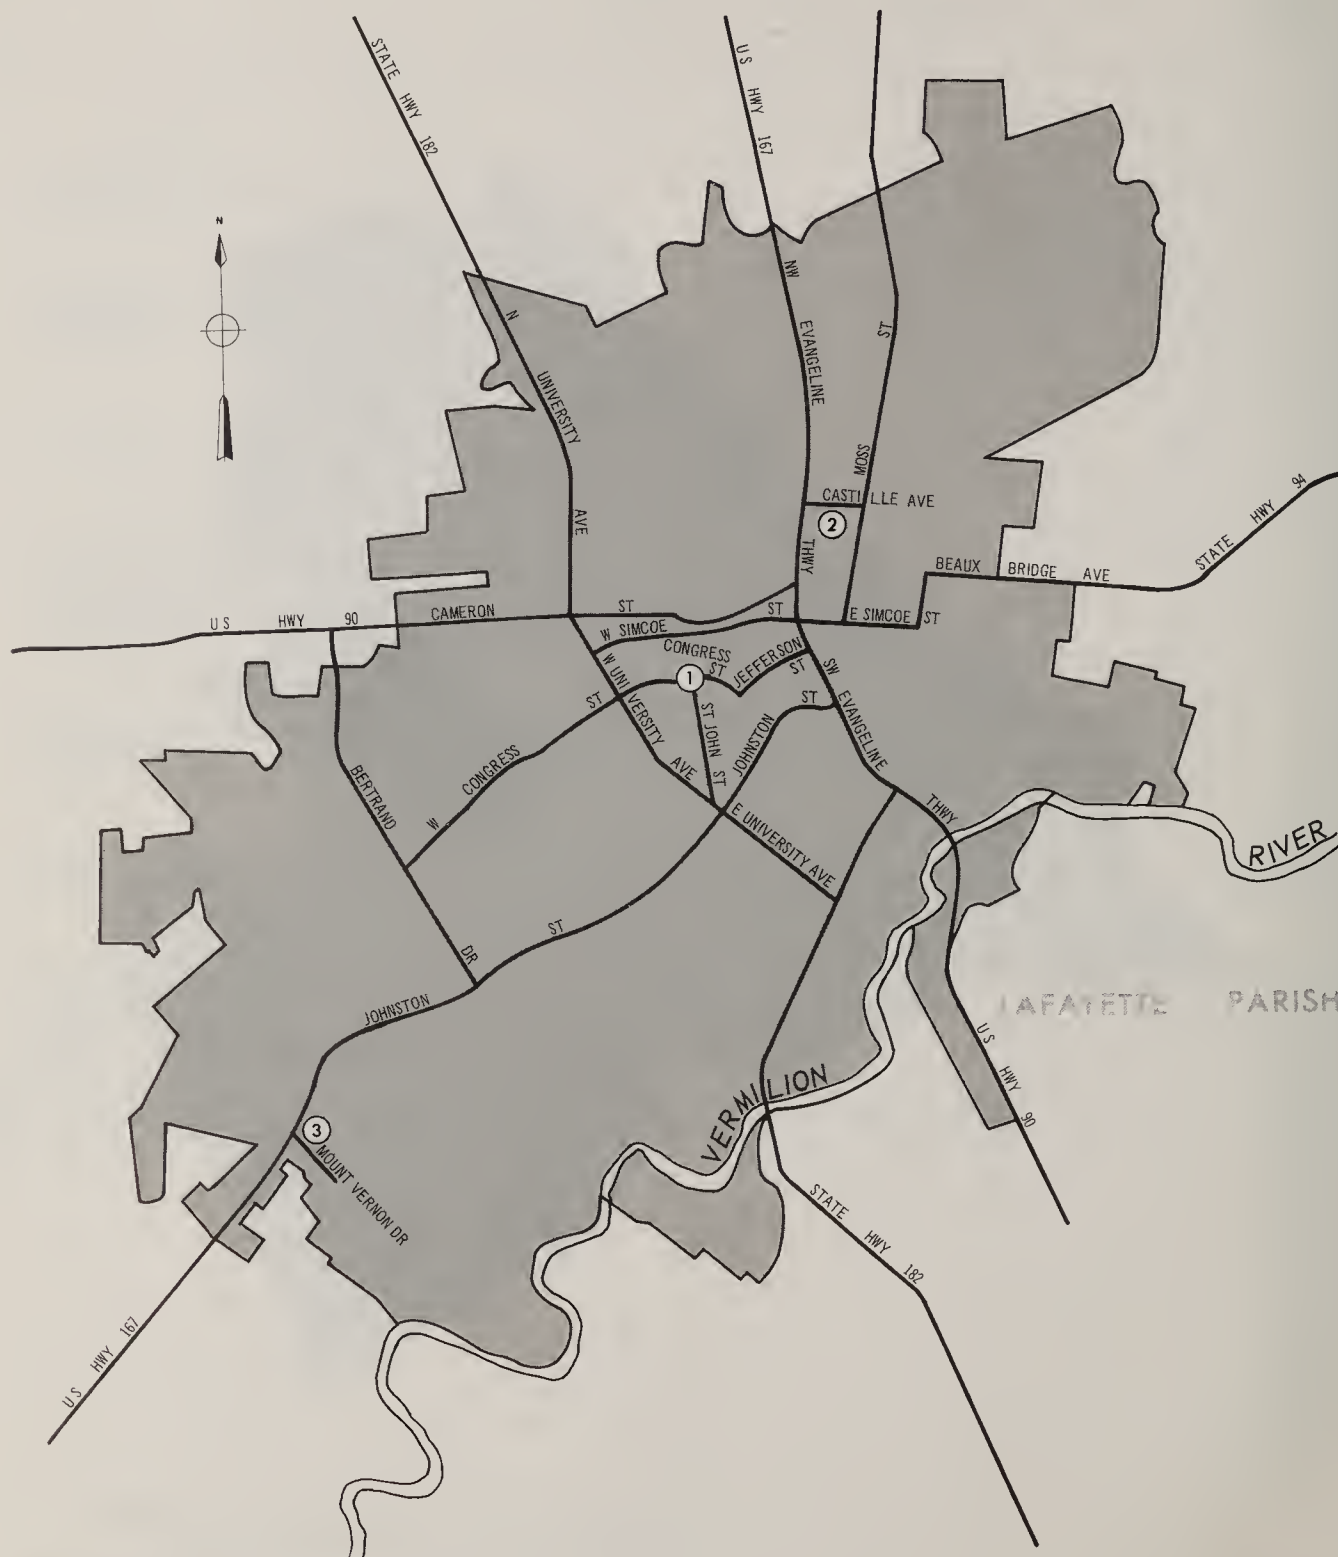 STATE HWY 182
US HWY 167
N
NW EVANGELINE THWY
N UNIVERSITY AVE
MOSS ST
CASTILLE AVE
2
STATE HWY 94
BEAUX BRIDGE AVE
US HWY 90
CAMERON ST
ST
E SIMCOE ST
W SIMCOE
CONGRESS ST
JEFFERSON ST
1
W UNIVERSITY AVE
SW EVANGELINE THWY
ST JOHN ST
JOHNSTON ST
W CONGRESS ST
BERTRAND DR
E UNIVERSITY AVE
RIVER
JOHNSTON ST
LAFAYETTE PARISH
US HWY 90
VERMILION
3
MOUNT VERNON DR
STATE HWY 182
US HWY 167